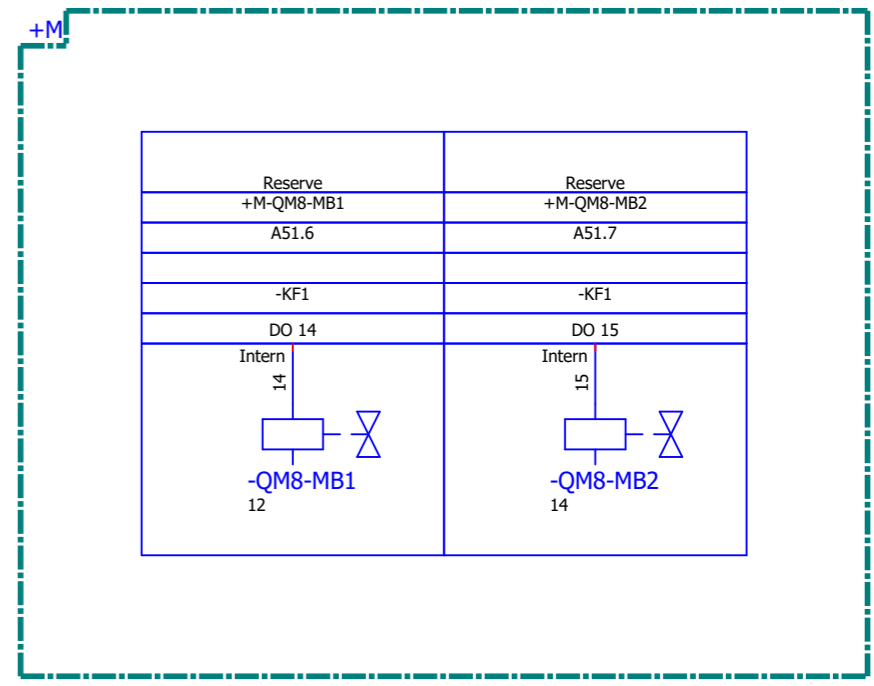 +M
Reserve Reserve
+M-QM8-MB1 +M-QM8-MB2
A51.6 A51.7
-KF1 -KF1
DO 14 DO 15
Intern Intern
14 15
-QM8-MB1 -QM8-MB2
12 14